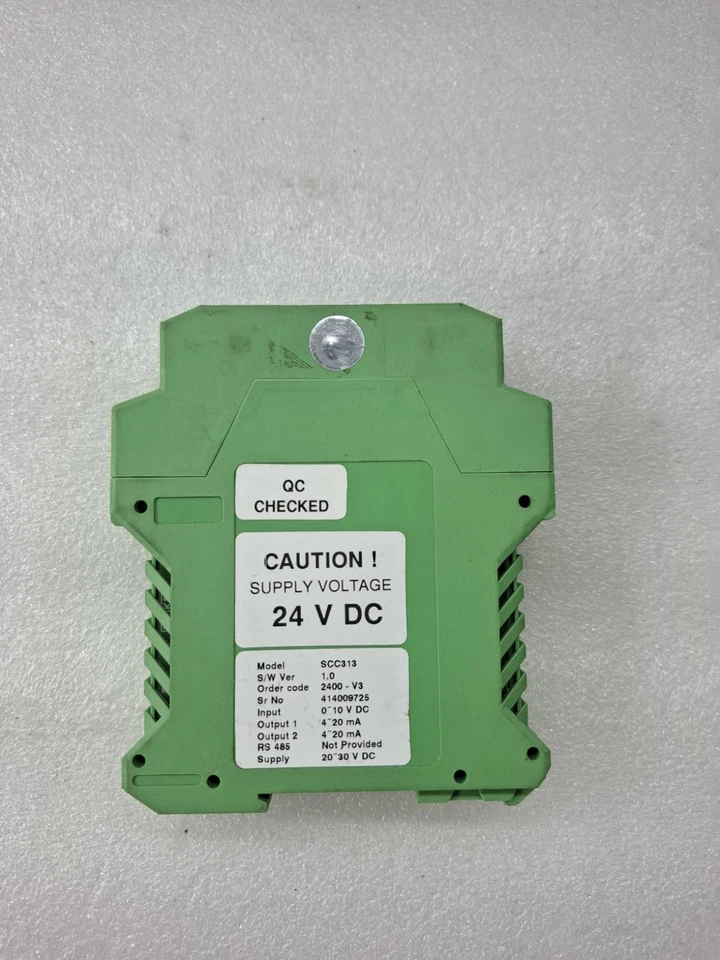 QC
CHECKED
CAUTION !
SUPPLY VOLTAGE
24 V DC
Model SCC313
S/W Ver 1.0
Order code 2400 - V3
Sr No 414009725
Input 0~10 V DC
Output 1 4~20 mA
Output 2 4~20 mA
RS 485 Not Provided
Supply 20~30 V DC